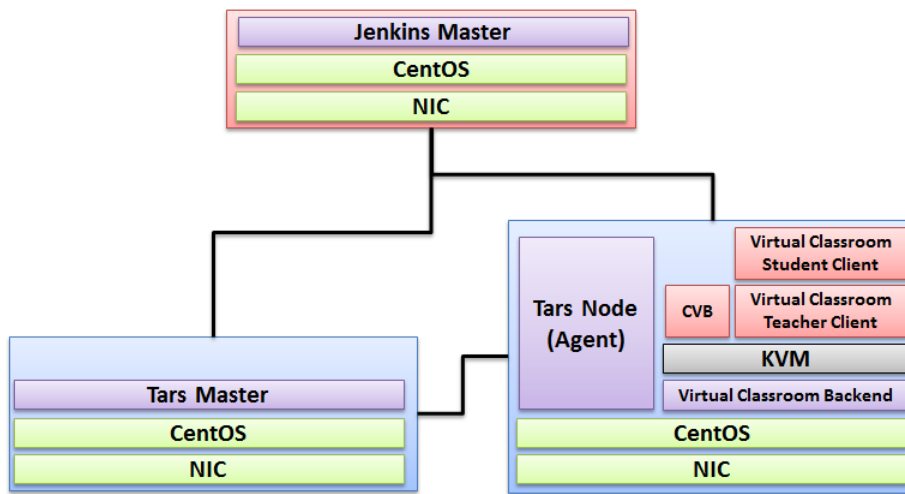 Jenkins Master
CentOS
NIC
Tars Master
CentOS
NIC
Tars Node
(Agent)
Virtual Classroom
Student Client
CVB
Virtual Classroom
Teacher Client
KVM
Virtual Classroom Backend
CentOS
NIC